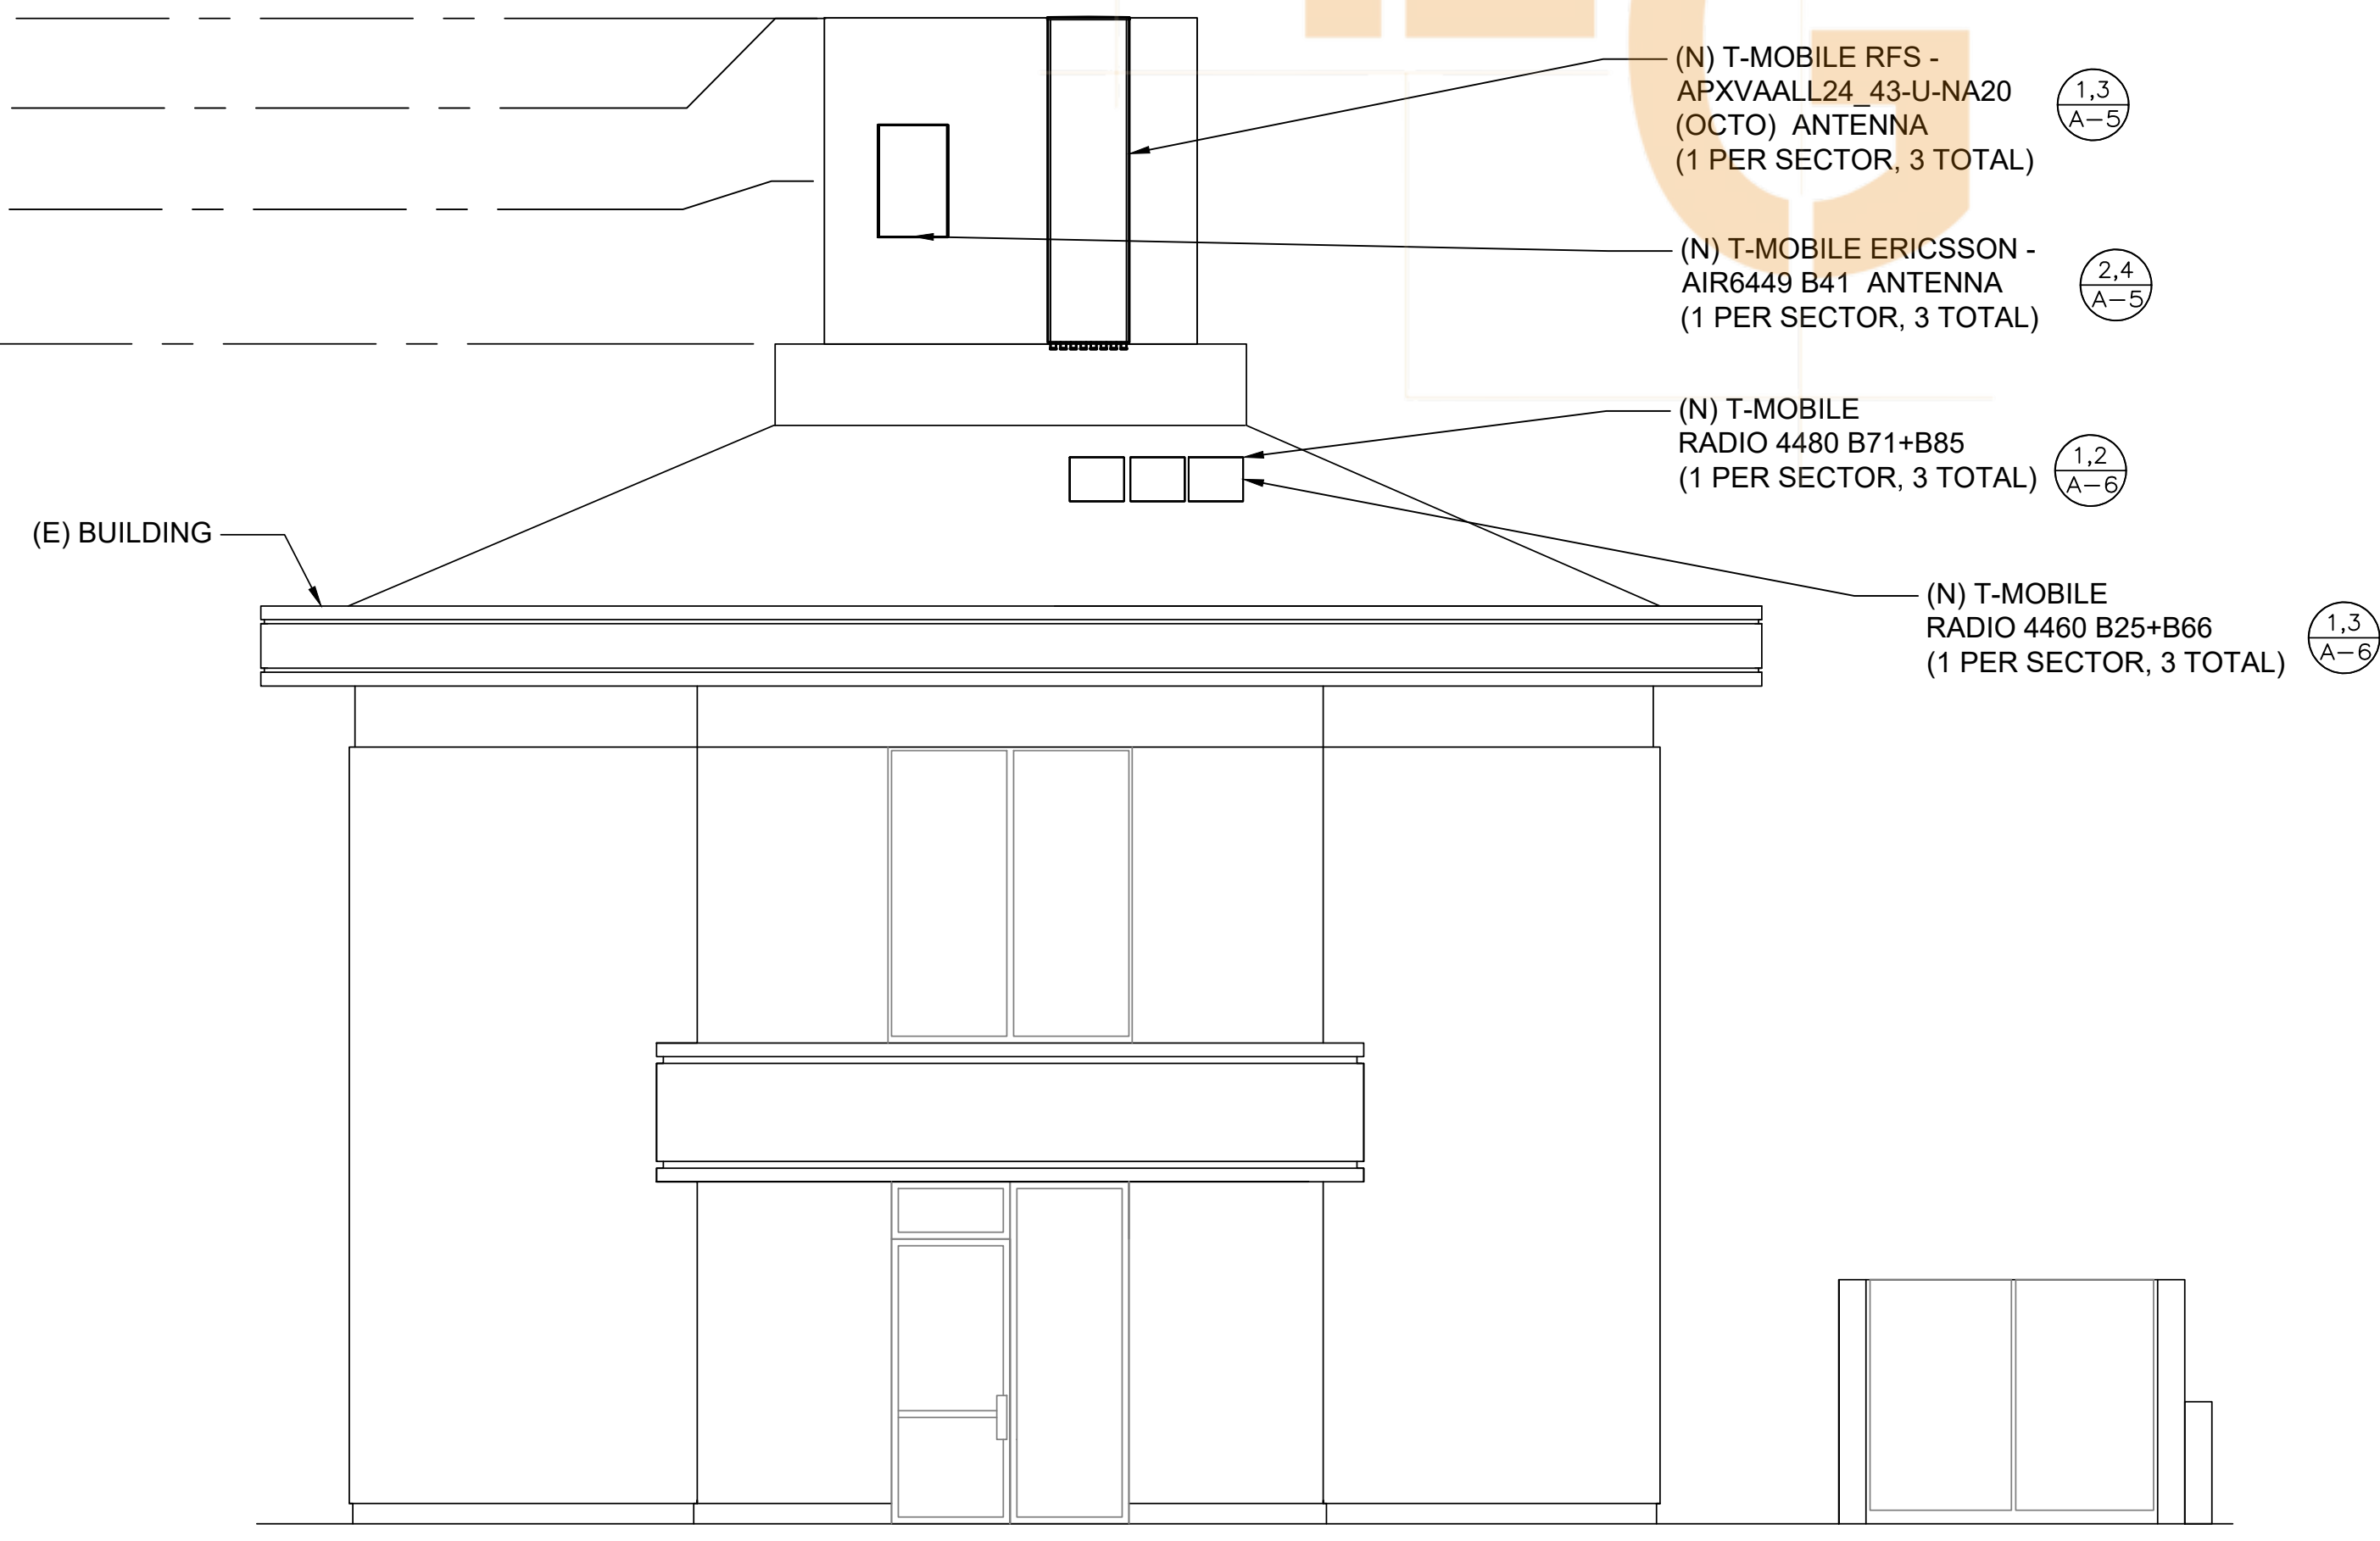 (N) T-MOBILE RFS -
APXVAALL24_43-U-NA20
(OCTO) ANTENNA
(1 PER SECTOR, 3 TOTAL)
1,3
A-5
(N) T-MOBILE ERICSSON -
AIR6449 B41 ANTENNA
(1 PER SECTOR, 3 TOTAL)
2,4
A-5
(N) T-MOBILE
RADIO 4480 B71+B85
(1 PER SECTOR, 3 TOTAL)
1,2
A-6
(E) BUILDING
(N) T-MOBILE
RADIO 4460 B25+B66
(1 PER SECTOR, 3 TOTAL)
1,3
A-6